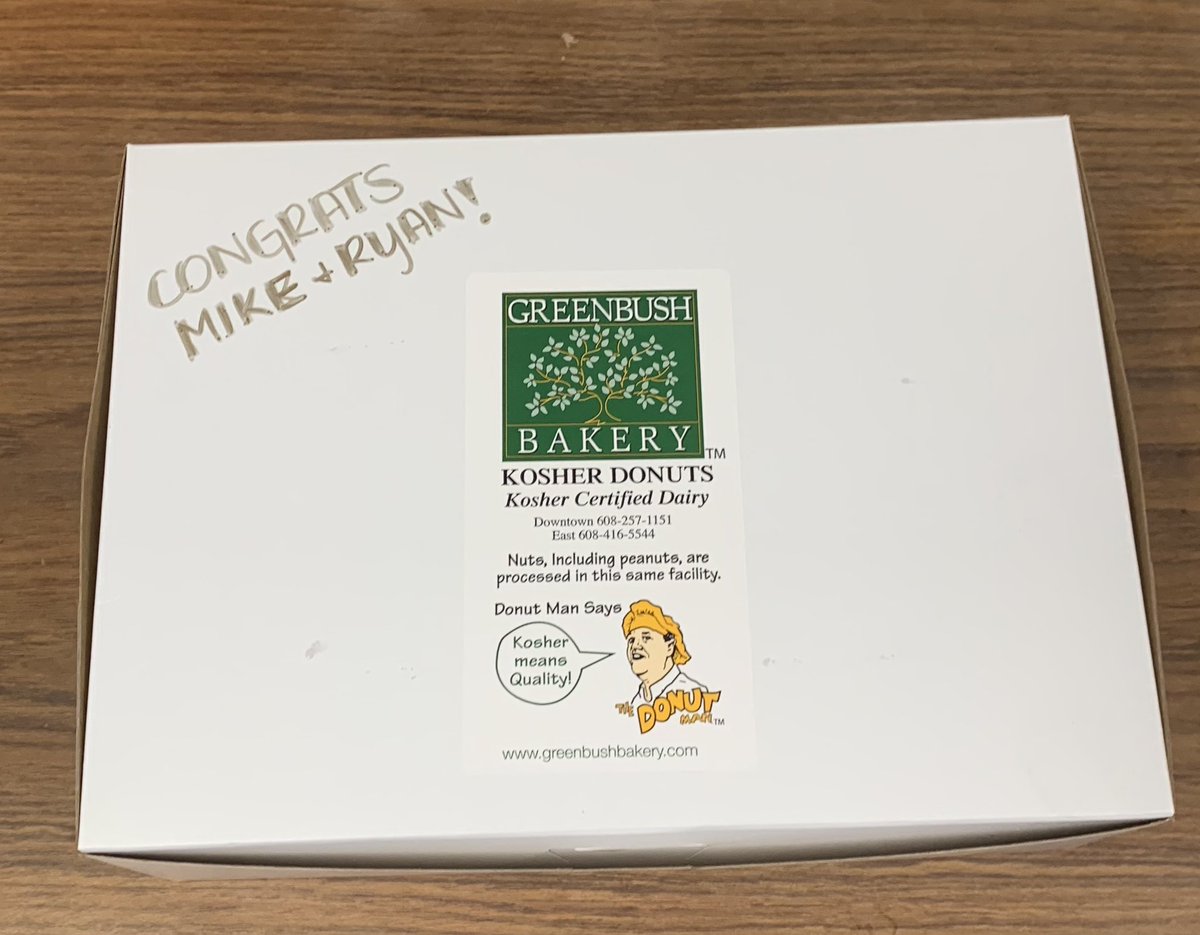 CONGRATS
MIKE + RYAN!
GREENBUSH
BAKERY TM
KOSHER DONUTS
Kosher Certified Dairy
Downtown 608-257-1151
East 608-416-5544
Nuts, Including peanuts, are
processed in this same facility.
Donut Man Says
Kosher
means
Quality!
THE
DONUT
MAN TM
www.greenbushbakery.com